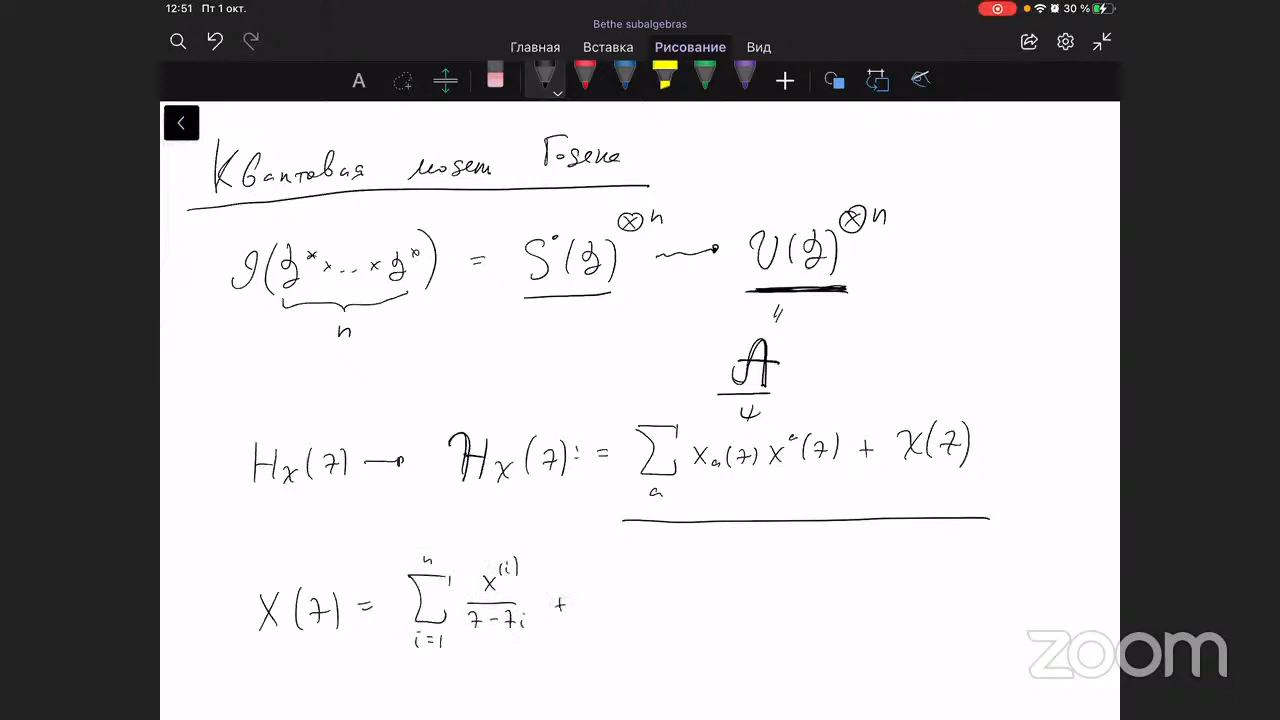 12:51 Пт 1 окт.
30 %
Bethe subalgebras
Главная Вставка Рисование Вид
A
Квантовая модель Годена
𝔤* × ... × 𝔤*) = S•(𝔤)^{⊗ n} ⇝ U(𝔤)^{⊗ n}
n
𝒜
H_χ(z) → ℋ_χ(z) := ∑_a x_a(z) x^a(z) + χ(z)
X(z) = ∑_{i=1}^{n} x^{(i)}/(z - z_i) +
zoom